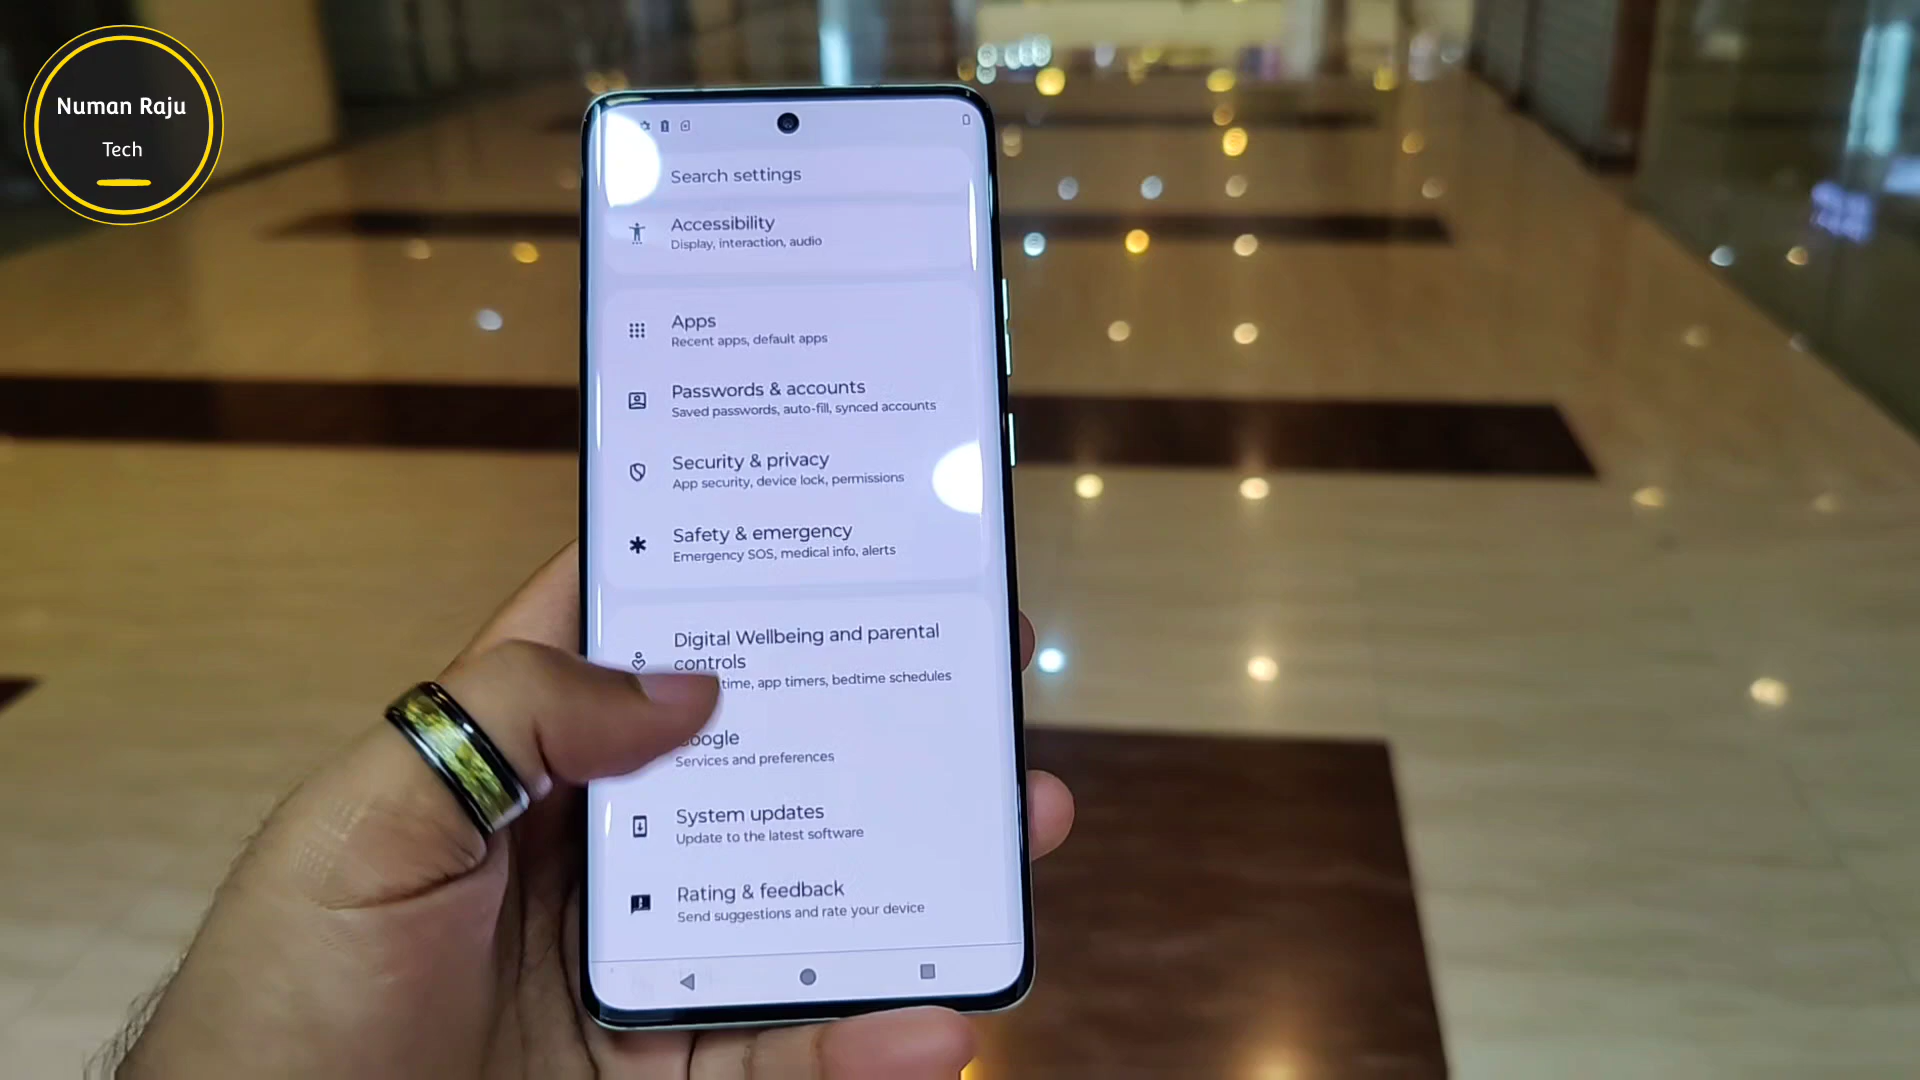 Numan Raju
Tech
Search settings
Accessibility
Display, interaction, audio
Apps
Recent apps, default apps
Passwords & accounts
Saved passwords, auto-fill, synced accounts
Security & privacy
App security, device lock, permissions
Safety & emergency
Emergency SOS, medical info, alerts
Digital Wellbeing and parental
controls
time, app timers, bedtime schedules
Google
Services and preferences
System updates
Update to the latest software
Rating & feedback
Send suggestions and rate your device